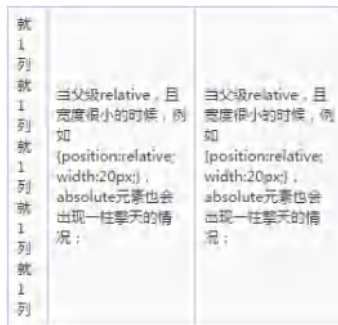 就
1
列
就
1
列
就
1
列
就
1
列
就
1
列
当父级relative，且
宽度很小的时候，例
如
{position:relative;
width:20px;}，
absolute元素也会
出现一柱擎天的情
况；
当父级relative，且
宽度很小的时候，例
如
{position:relative;
width:20px;}，
absolute元素也会
出现一柱擎天的情
况；